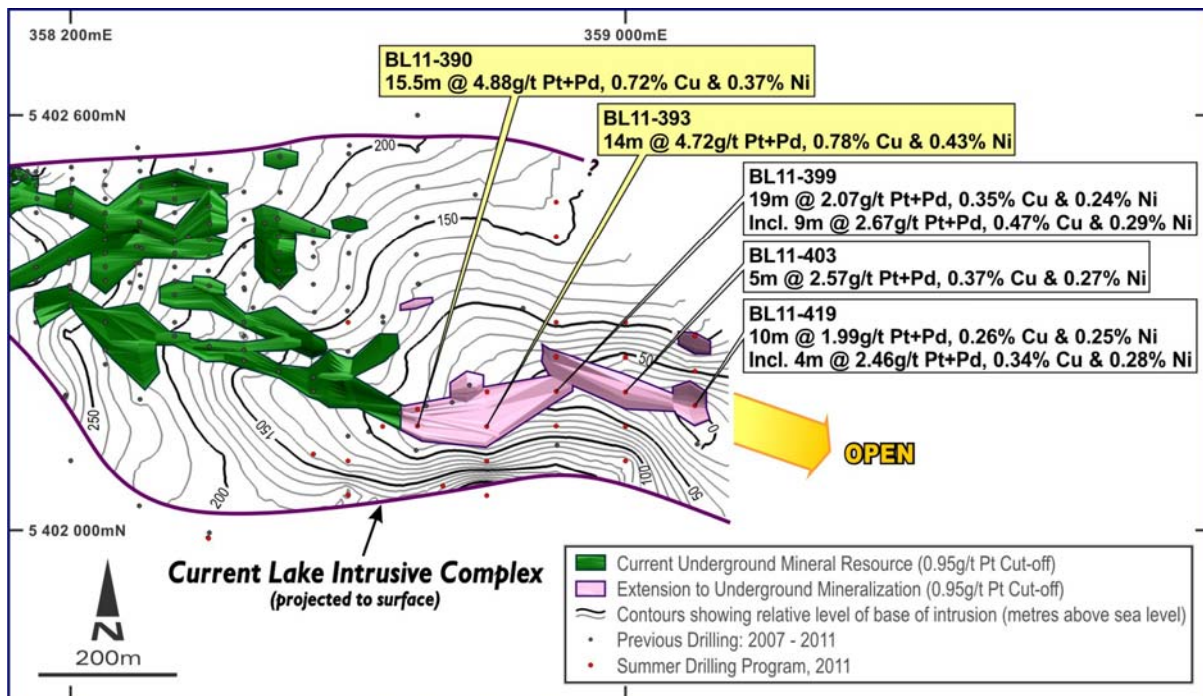 358 200mE
359 000mE
BL11-390
15.5m @ 4.88g/t Pt+Pd, 0.72% Cu & 0.37% Ni
5 402 600mN
BL11-393
14m @ 4.72g/t Pt+Pd, 0.78% Cu & 0.43% Ni
200
?
BL11-399
19m @ 2.07g/t Pt+Pd, 0.35% Cu & 0.24% Ni
Incl. 9m @ 2.67g/t Pt+Pd, 0.47% Cu & 0.29% Ni
150
BL11-403
5m @ 2.57g/t Pt+Pd, 0.37% Cu & 0.27% Ni
BL11-419
10m @ 1.99g/t Pt+Pd, 0.26% Cu & 0.25% Ni
Incl. 4m @ 2.46g/t Pt+Pd, 0.34% Cu & 0.28% Ni
50
250
150
0
OPEN
200
100
50
5 402 000mN
Current Lake Intrusive Complex
(projected to surface)
N
200m
Current Underground Mineral Resource (0.95g/t Pt Cut-off)
Extension to Underground Mineralization (0.95g/t Pt Cut-off)
Contours showing relative level of base of intrusion (metres above sea level)
Previous Drilling: 2007 - 2011
Summer Drilling Program, 2011